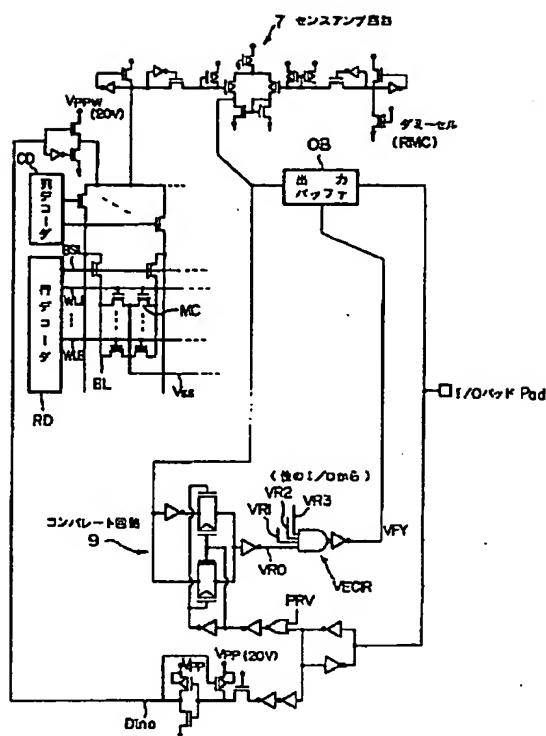 7 センスアンプ回路
VPPW
(20V)
ダミーセル
(RMC)
CD
列デコーダ
OB
出力
バッファ
BSL
WL1
MC
行デコーダ
WL8
BL
VSS
RD
I/OパッドPad
(他のI/Oから)
VR2
VR3
VR1
コンパレート回路
9
VR0
VFY
VECIR
PRV
VPP
VPP(20V)
Dino